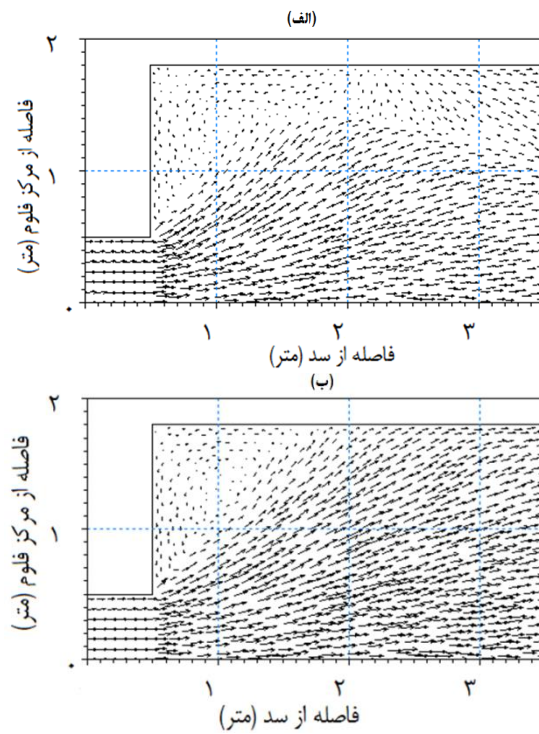 (الف)
۲
۱
۰
فاصله از مرکز فلوم (متر)
۱
۲
۳
فاصله از سد (متر)
(ب)
۲
۱
۰
فاصله از مرکز فلوم (متر)
۱
۲
۳
فاصله از سد (متر)